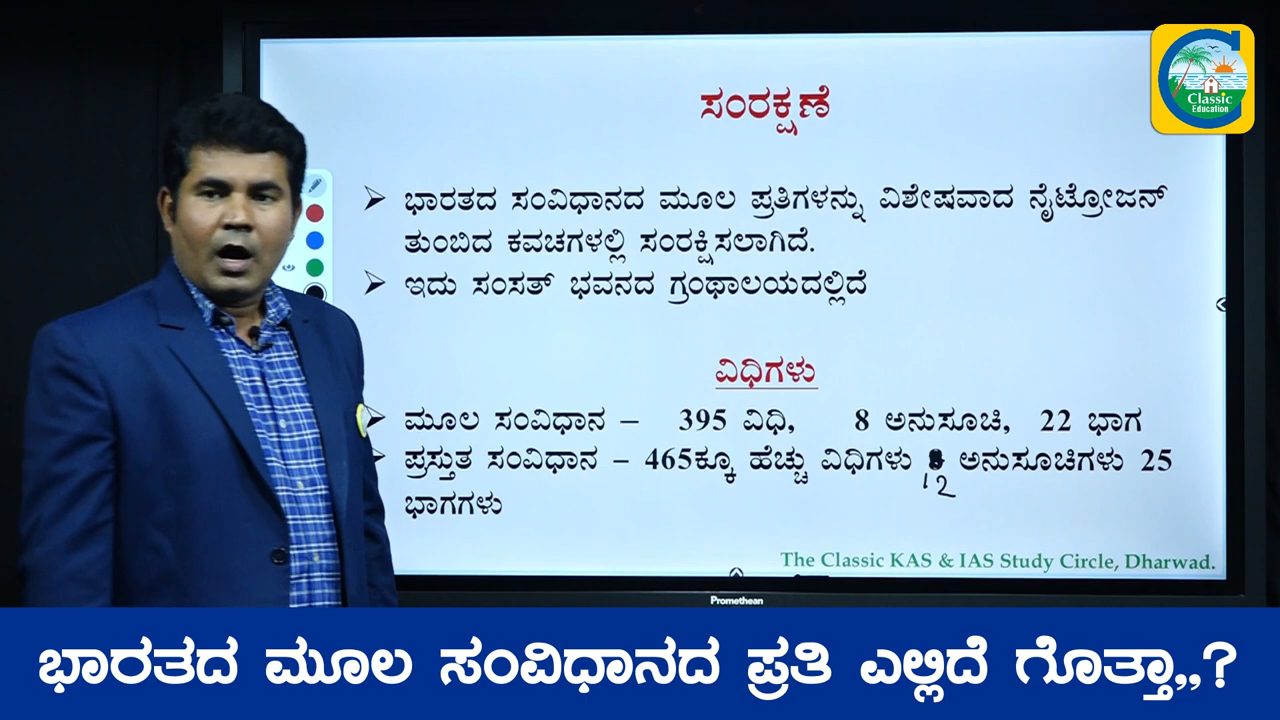 Classic
Education
ಸಂರಕ್ಷಣೆ
ಭಾರತದ ಸಂವಿಧಾನದ ಮೂಲ ಪ್ರತಿಗಳನ್ನು ವಿಶೇಷವಾದ ನೈಟ್ರೋಜನ್
ತುಂಬಿದ ಕವಚಗಳಲ್ಲಿ ಸಂರಕ್ಷಿಸಲಾಗಿದೆ.
ಇದು ಸಂಸತ್ ಭವನದ ಗ್ರಂಥಾಲಯದಲ್ಲಿದೆ
ವಿಧಿಗಳು
ಮೂಲ ಸಂವಿಧಾನ – 395 ವಿಧಿ, 8 ಅನುಸೂಚಿ, 22 ಭಾಗ
ಪ್ರಸ್ತುತ ಸಂವಿಧಾನ – 465ಕ್ಕೂ ಹೆಚ್ಚು ವಿಧಿಗಳು 12 ಅನುಸೂಚಿಗಳು 25
ಭಾಗಗಳು
The Classic KAS & IAS Study Circle, Dharwad.
Promethean
ಭಾರತದ ಮೂಲ ಸಂವಿಧಾನದ ಪ್ರತಿ ಎಲ್ಲಿದೆ ಗೊತ್ತಾ,,?